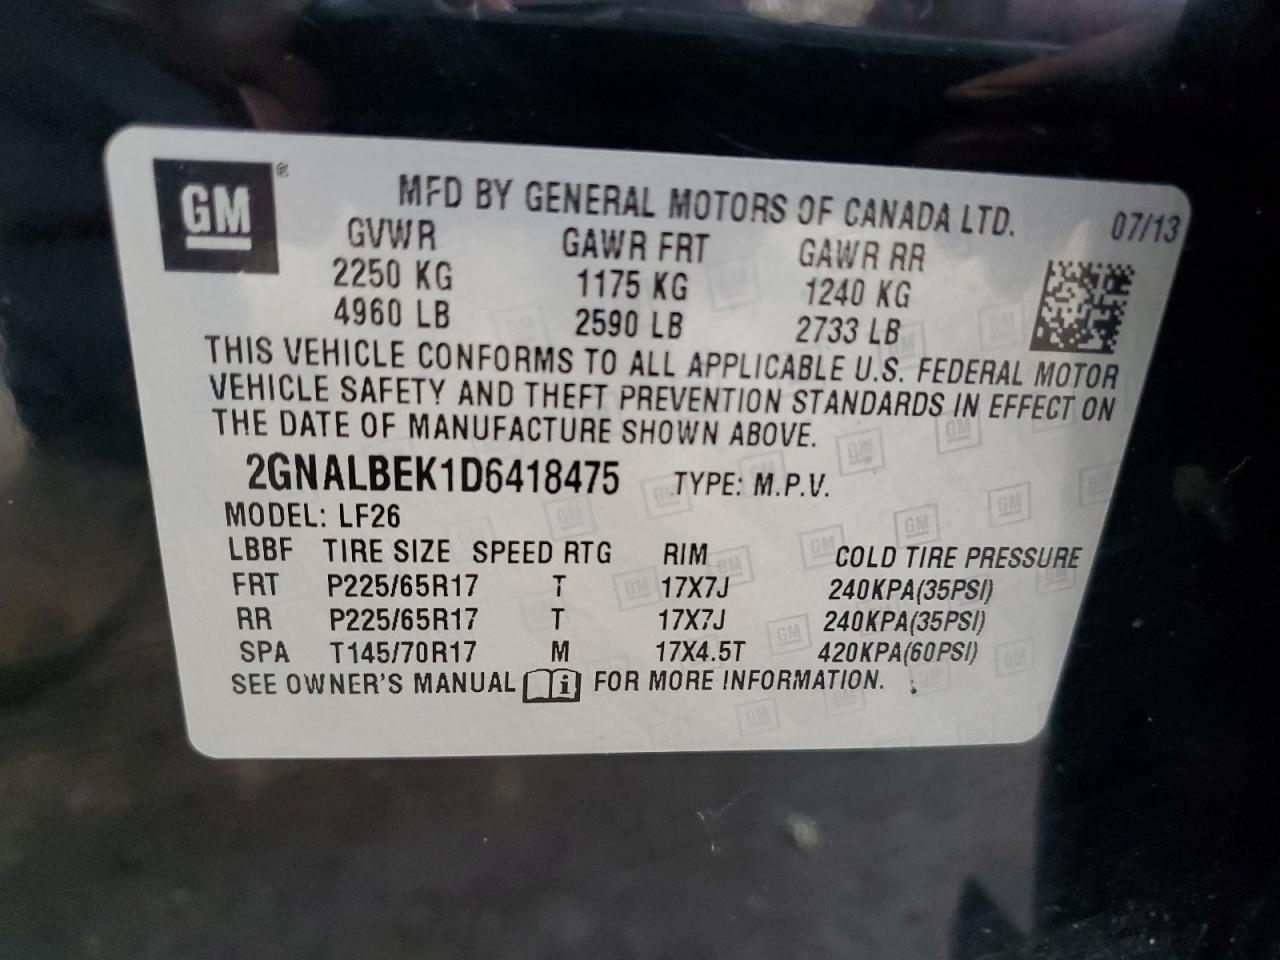 GM ®
MFD BY GENERAL MOTORS OF CANADA LTD. 07/13
GVWR GAWR FRT GAWR RR
2250 KG 1175 KG 1240 KG
4960 LB 2590 LB 2733 LB
THIS VEHICLE CONFORMS TO ALL APPLICABLE U.S. FEDERAL MOTOR
VEHICLE SAFETY AND THEFT PREVENTION STANDARDS IN EFFECT ON
THE DATE OF MANUFACTURE SHOWN ABOVE.
2GNALBEK1D6418475 TYPE: M.P.V.
MODEL: LF26
LBBF TIRE SIZE SPEED RTG RIM COLD TIRE PRESSURE
FRT P225/65R17 T 17X7J 240KPA(35PSI)
RR P225/65R17 T 17X7J 240KPA(35PSI)
SPA T145/70R17 M 17X4.5T 420KPA(60PSI)
SEE OWNER'S MANUAL i FOR MORE INFORMATION.